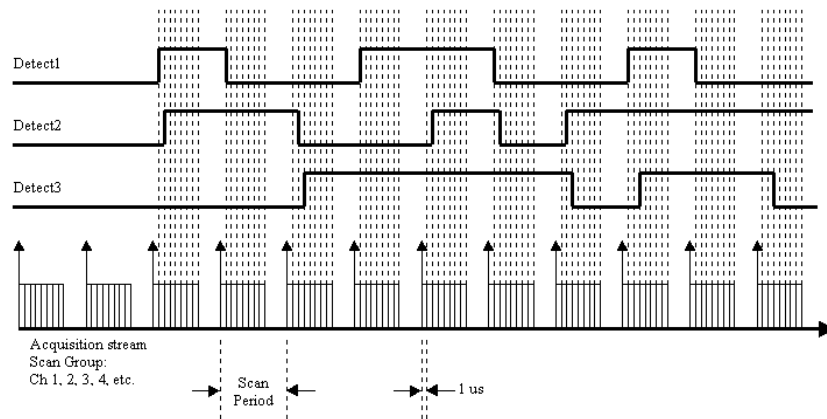 Detect1
Detect2
Detect3
Acquisition stream
Scan Group:
Ch 1, 2, 3, 4, etc.
Scan
Period
1 us